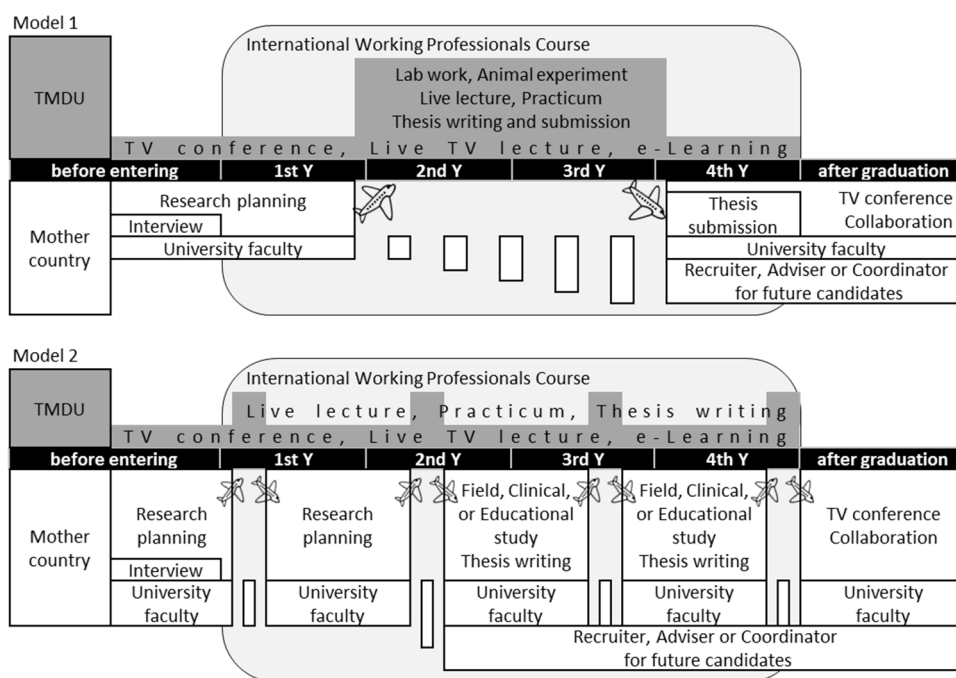 Model 1
International Working Professionals Course
TMDU
Lab work, Animal experiment
Live lecture, Practicum
Thesis writing and submission
TV conference, Live TV lecture, e-Learning
before entering 1st Y 2nd Y 3rd Y 4th Y after graduation
Mother
country
Research planning
Interview
University faculty
Thesis
submission
TV conference
Collaboration
University faculty
Recruiter, Adviser or Coordinator
for future candidates
Model 2
International Working Professionals Course
TMDU
Live lecture, Practicum, Thesis writing
TV conference, Live TV lecture, e-Learning
before entering 1st Y 2nd Y 3rd Y 4th Y after graduation
Mother
country
Research
planning
Interview
University
faculty
Research
planning
University
faculty
Field, Clinical,
or Educational
study
Thesis writing
University
faculty
Field, Clinical,
or Educational
study
Thesis writing
University
faculty
TV conference
Collaboration
University
faculty
Recruiter, Adviser or Coordinator
for future candidates